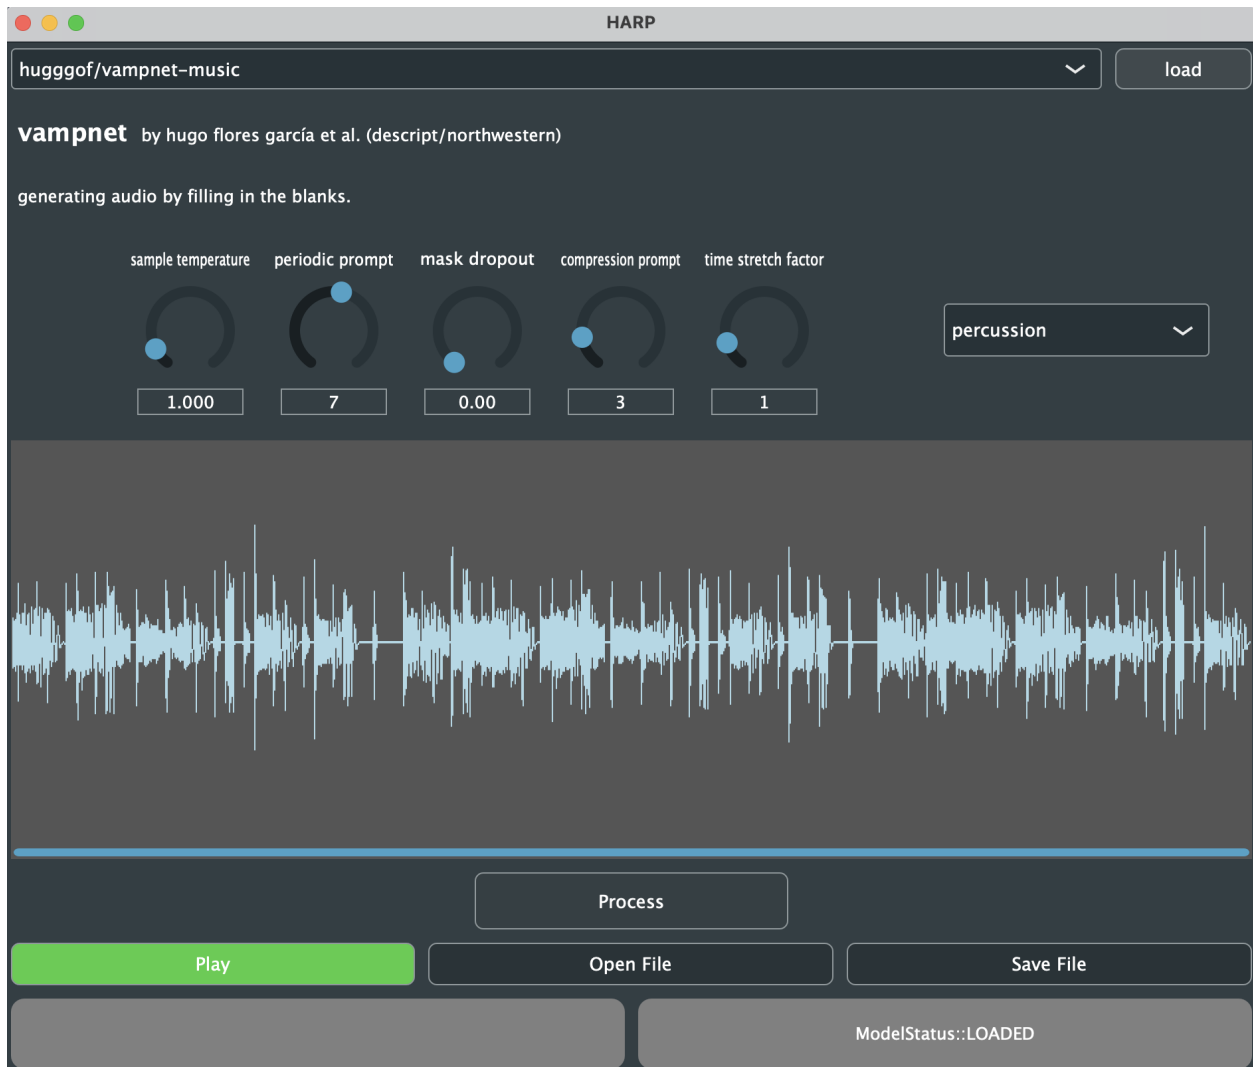 HARP
hugggof/vampnet-music
load
vampnet by hugo flores garcía et al. (descript/northwestern)
generating audio by filling in the blanks.
sample temperature periodic prompt mask dropout compression prompt time stretch factor
percussion
1.000 7 0.00 3 1
Process
Play Open File Save File
ModelStatus::LOADED